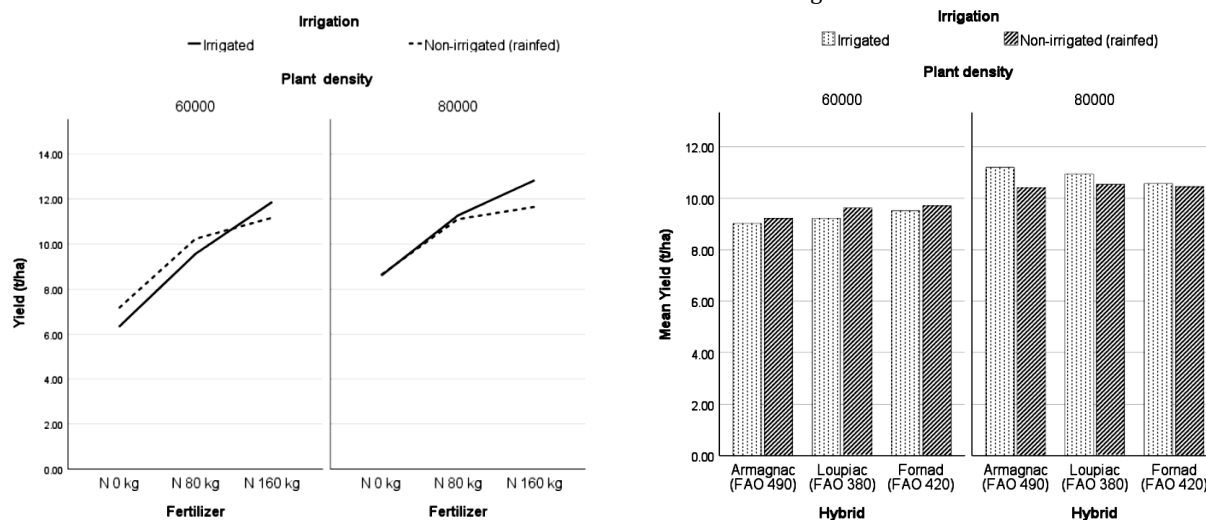 Irrigation
Irrigated
Non-irrigated (rainfed)
Plant density
60000
80000
Yield (t/ha)
14.00
12.00
10.00
8.00
6.00
4.00
2.00
0.00
N 0 kg
N 80 kg
N 160 kg
N 0 kg
N 80 kg
N 160 kg
Fertilizer
Fertilizer
Irrigation
Irrigated
Non-irrigated (rainfed)
Plant density
60000
80000
Mean Yield (t/ha)
12.00
10.00
8.00
6.00
4.00
2.00
0.00
Armagnac
(FAO 490)
Loupiac
(FAO 380)
Fornad
(FAO 420)
Armagnac
(FAO 490)
Loupiac
(FAO 380)
Fornad
(FAO 420)
Hybrid
Hybrid